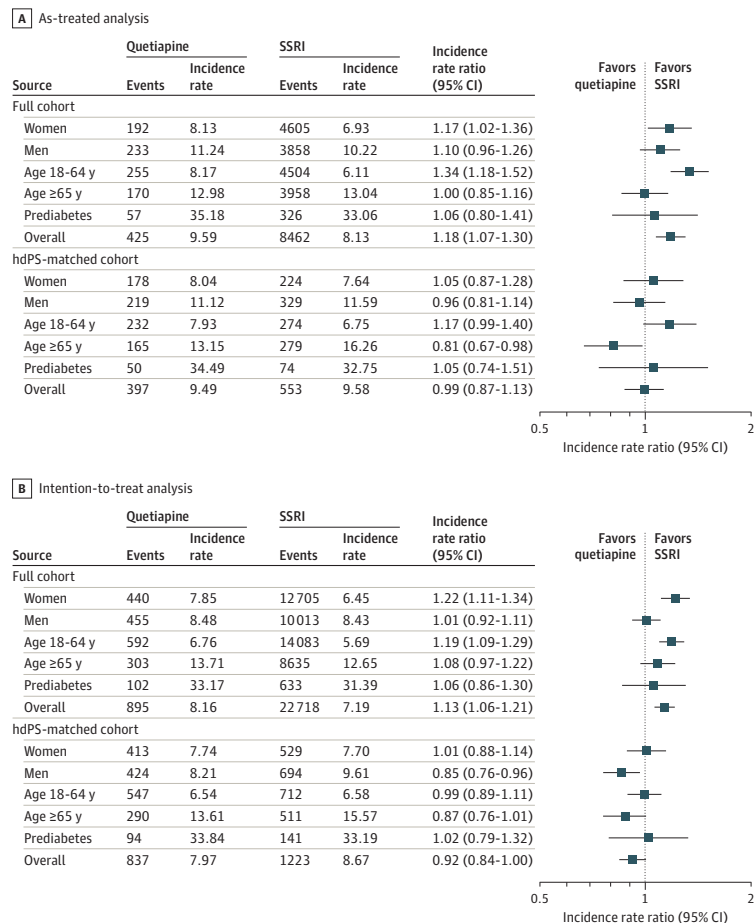 A As-treated analysis
Quetiapine SSRI Incidence rate ratio (95% CI) Favors quetiapine Favors SSRI
Source Events Incidence rate Events Incidence rate
Full cohort
Women 192 8.13 4605 6.93 1.17 (1.02-1.36)
Men 233 11.24 3858 10.22 1.10 (0.96-1.26)
Age 18-64 y 255 8.17 4504 6.11 1.34 (1.18-1.52)
Age ≥65 y 170 12.98 3958 13.04 1.00 (0.85-1.16)
Prediabetes 57 35.18 326 33.06 1.06 (0.80-1.41)
Overall 425 9.59 8462 8.13 1.18 (1.07-1.30)
hdPS-matched cohort
Women 178 8.04 224 7.64 1.05 (0.87-1.28)
Men 219 11.12 329 11.59 0.96 (0.81-1.14)
Age 18-64 y 232 7.93 274 6.75 1.17 (0.99-1.40)
Age ≥65 y 165 13.15 279 16.26 0.81 (0.67-0.98)
Prediabetes 50 34.49 74 32.75 1.05 (0.74-1.51)
Overall 397 9.49 553 9.58 0.99 (0.87-1.13)
0.5 1 2
Incidence rate ratio (95% CI)
B Intention-to-treat analysis
Quetiapine SSRI Incidence rate ratio (95% CI) Favors quetiapine Favors SSRI
Source Events Incidence rate Events Incidence rate
Full cohort
Women 440 7.85 12705 6.45 1.22 (1.11-1.34)
Men 455 8.48 10013 8.43 1.01 (0.92-1.11)
Age 18-64 y 592 6.76 14083 5.69 1.19 (1.09-1.29)
Age ≥65 y 303 13.71 8635 12.65 1.08 (0.97-1.22)
Prediabetes 102 33.17 633 31.39 1.06 (0.86-1.30)
Overall 895 8.16 22718 7.19 1.13 (1.06-1.21)
hdPS-matched cohort
Women 413 7.74 529 7.70 1.01 (0.88-1.14)
Men 424 8.21 694 9.61 0.85 (0.76-0.96)
Age 18-64 y 547 6.54 712 6.58 0.99 (0.89-1.11)
Age ≥65 y 290 13.61 511 15.57 0.87 (0.76-1.01)
Prediabetes 94 33.84 141 33.19 1.02 (0.79-1.32)
Overall 837 7.97 1223 8.67 0.92 (0.84-1.00)
0.5 1 2
Incidence rate ratio (95% CI)